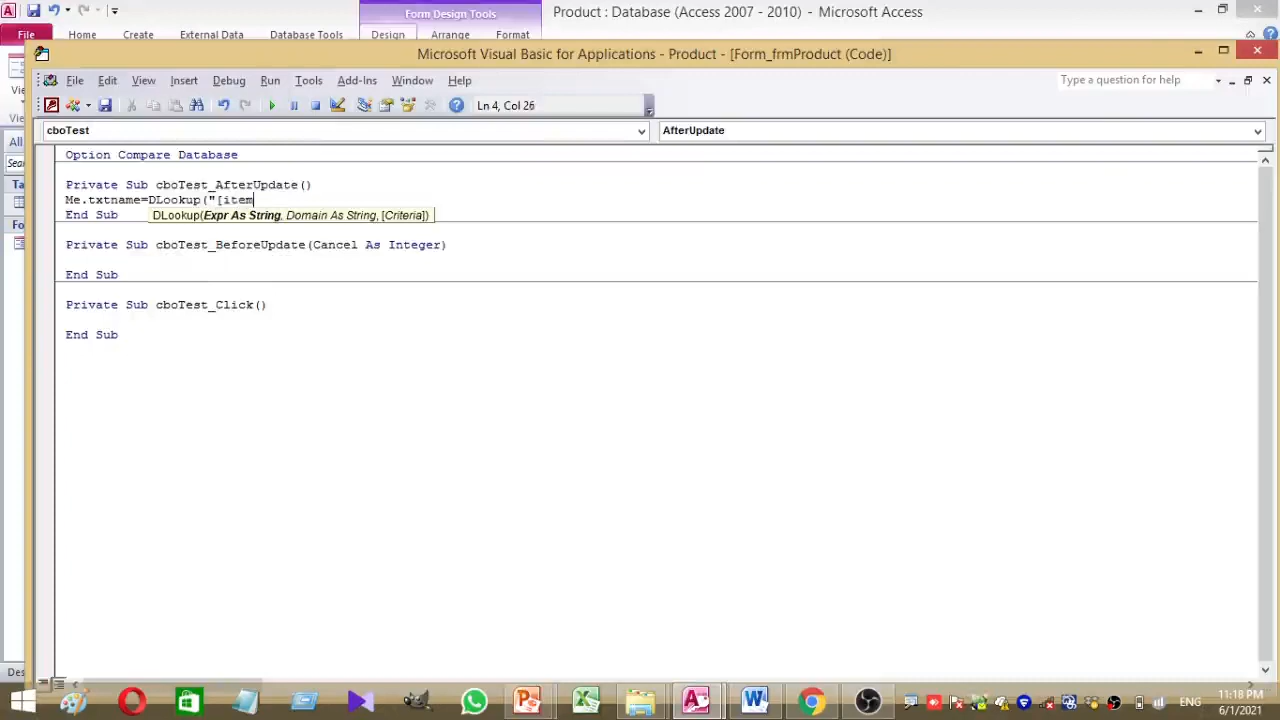 Form Design Tools
Product : Database (Access 2007 - 2010) - Microsoft Access
File Home Create External Data Database Tools Design Arrange Format
Microsoft Visual Basic for Applications - Product - [Form_frmProduct (Code)]
File Edit View Insert Debug Run Tools Add-Ins Window Help
Type a question for help
Ln 4, Col 26
cboTest
AfterUpdate
Option Compare Database
Private Sub cboTest_AfterUpdate()
Me.txtname=DLookup("[item
End Sub
DLookup(Expr As String, Domain As String, [Criteria])
Private Sub cboTest_BeforeUpdate(Cancel As Integer)
End Sub
Private Sub cboTest_Click()
End Sub
ENG
11:18 PM
6/1/2021